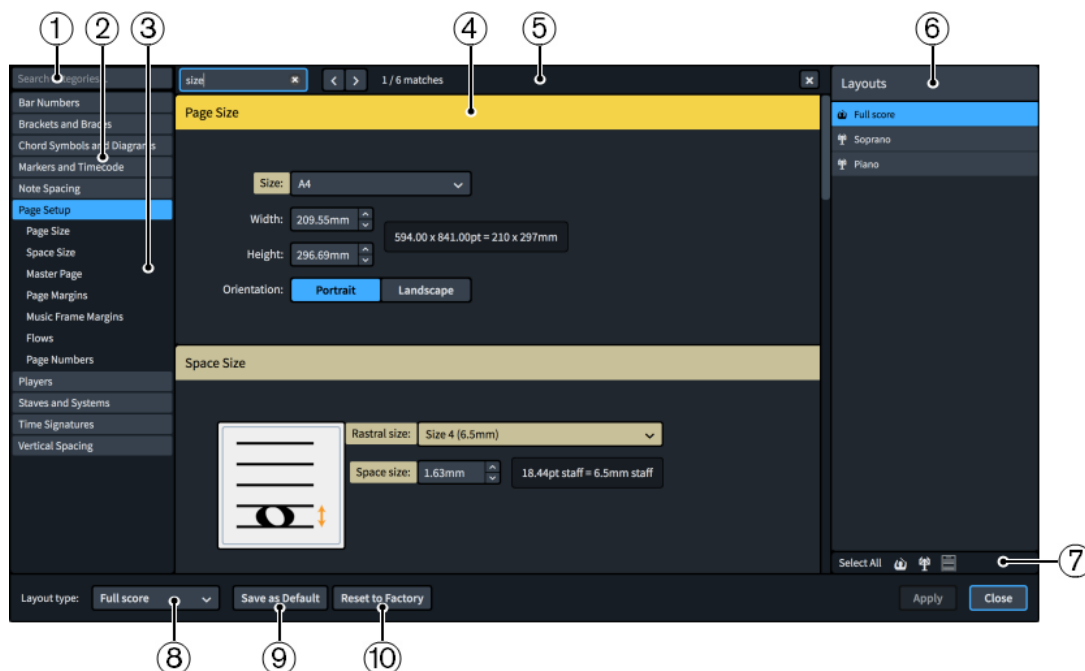 ① ② ③ ④ ⑤ ⑥
Search categories...
size
1 / 6 matches
Layouts
Bar Numbers
Brackets and Braces
Chord Symbols and Diagrams
Markers and Timecode
Note Spacing
Page Setup
Page Size
Space Size
Master Page
Page Margins
Music Frame Margins
Flows
Page Numbers
Players
Staves and Systems
Time Signatures
Vertical Spacing
Page Size
Size: A4
Width: 209.55mm
594.00 x 841.00pt = 210 x 297mm
Height: 296.69mm
Orientation: Portrait Landscape
Space Size
Rastral size: Size 4 (6.5mm)
Space size: 1.63mm 18.44pt staff = 6.5mm staff
Full score
Soprano
Piano
Select All
⑦
Layout type: Full score Save as Default Reset to Factory Apply Close
⑧ ⑨ ⑩